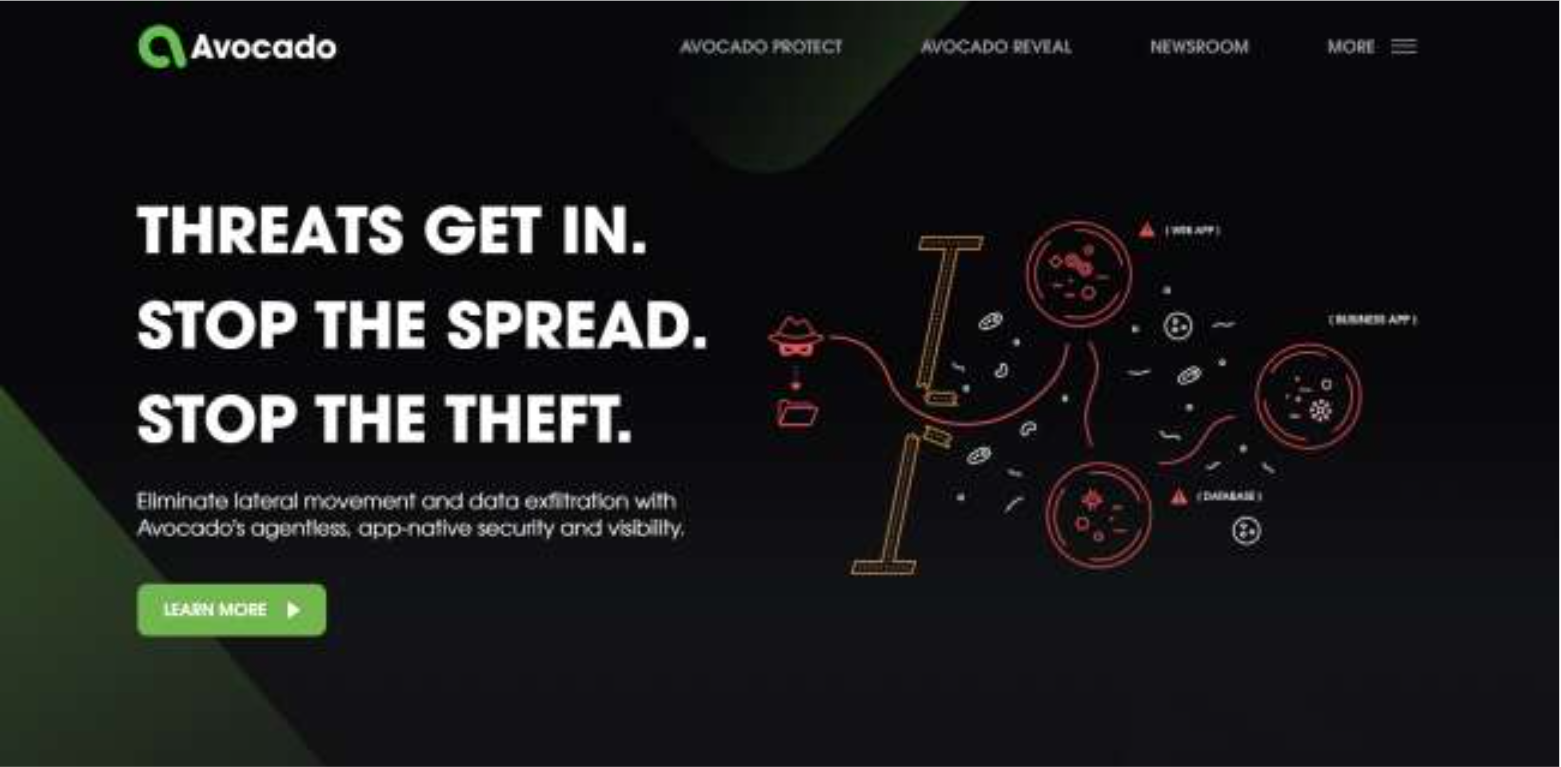 Avocado
AVOCADO PROTECT
AVOCADO REVEAL
NEWSROOM
MORE
THREATS GET IN.
STOP THE SPREAD.
STOP THE THEFT.
Eliminate lateral movement and data exfiltration with
Avocado's agentless, app-native security and visibility.
LEARN MORE
( WEB APP )
( BUSINESS APP )
( DATABASE )